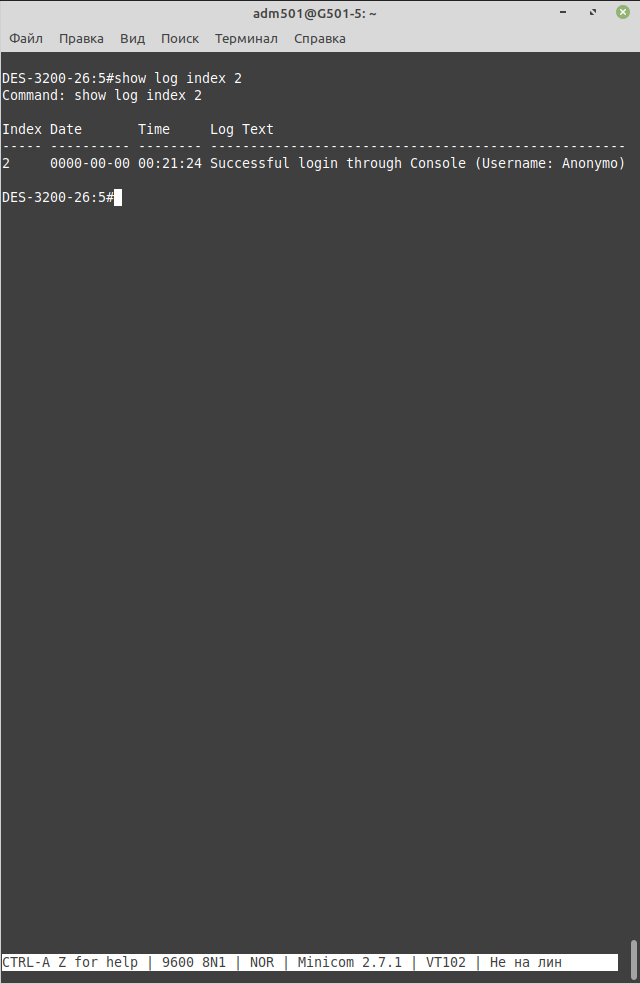 adm501@G501-5: ~
Файл Правка Вид Поиск Терминал Справка
DES-3200-26:5#show log index 2
Command: show log index 2
Index Date       Time     Log Text
----- ---------- -------- ----------------------------------------------------
2     0000-00-00 00:21:24 Successful login through Console (Username: Anonymo)
DES-3200-26:5#
CTRL-A Z for help | 9600 8N1 | NOR | Minicom 2.7.1 | VT102 | Не на лин